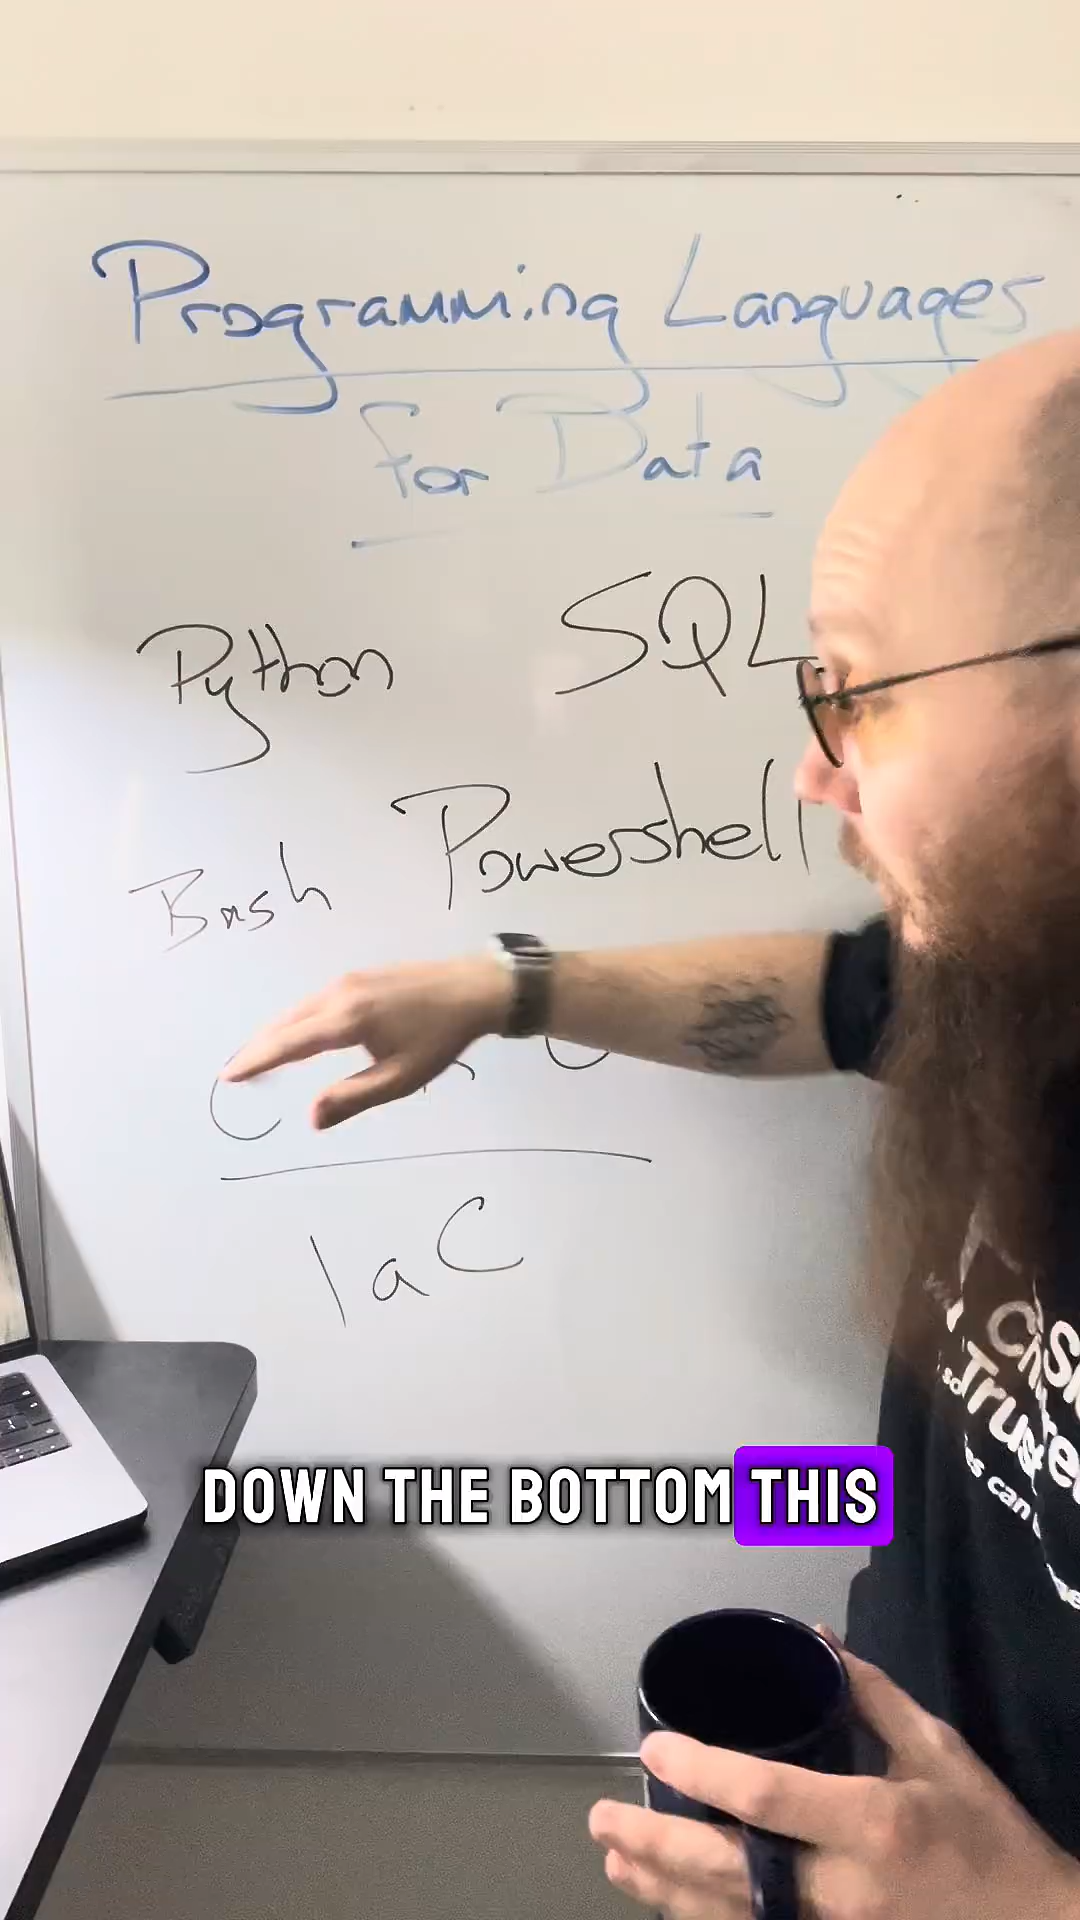 Programming Languages
for Data
Python SQL
Bash Powershell
IaC
DOWN THE BOTTOM THIS